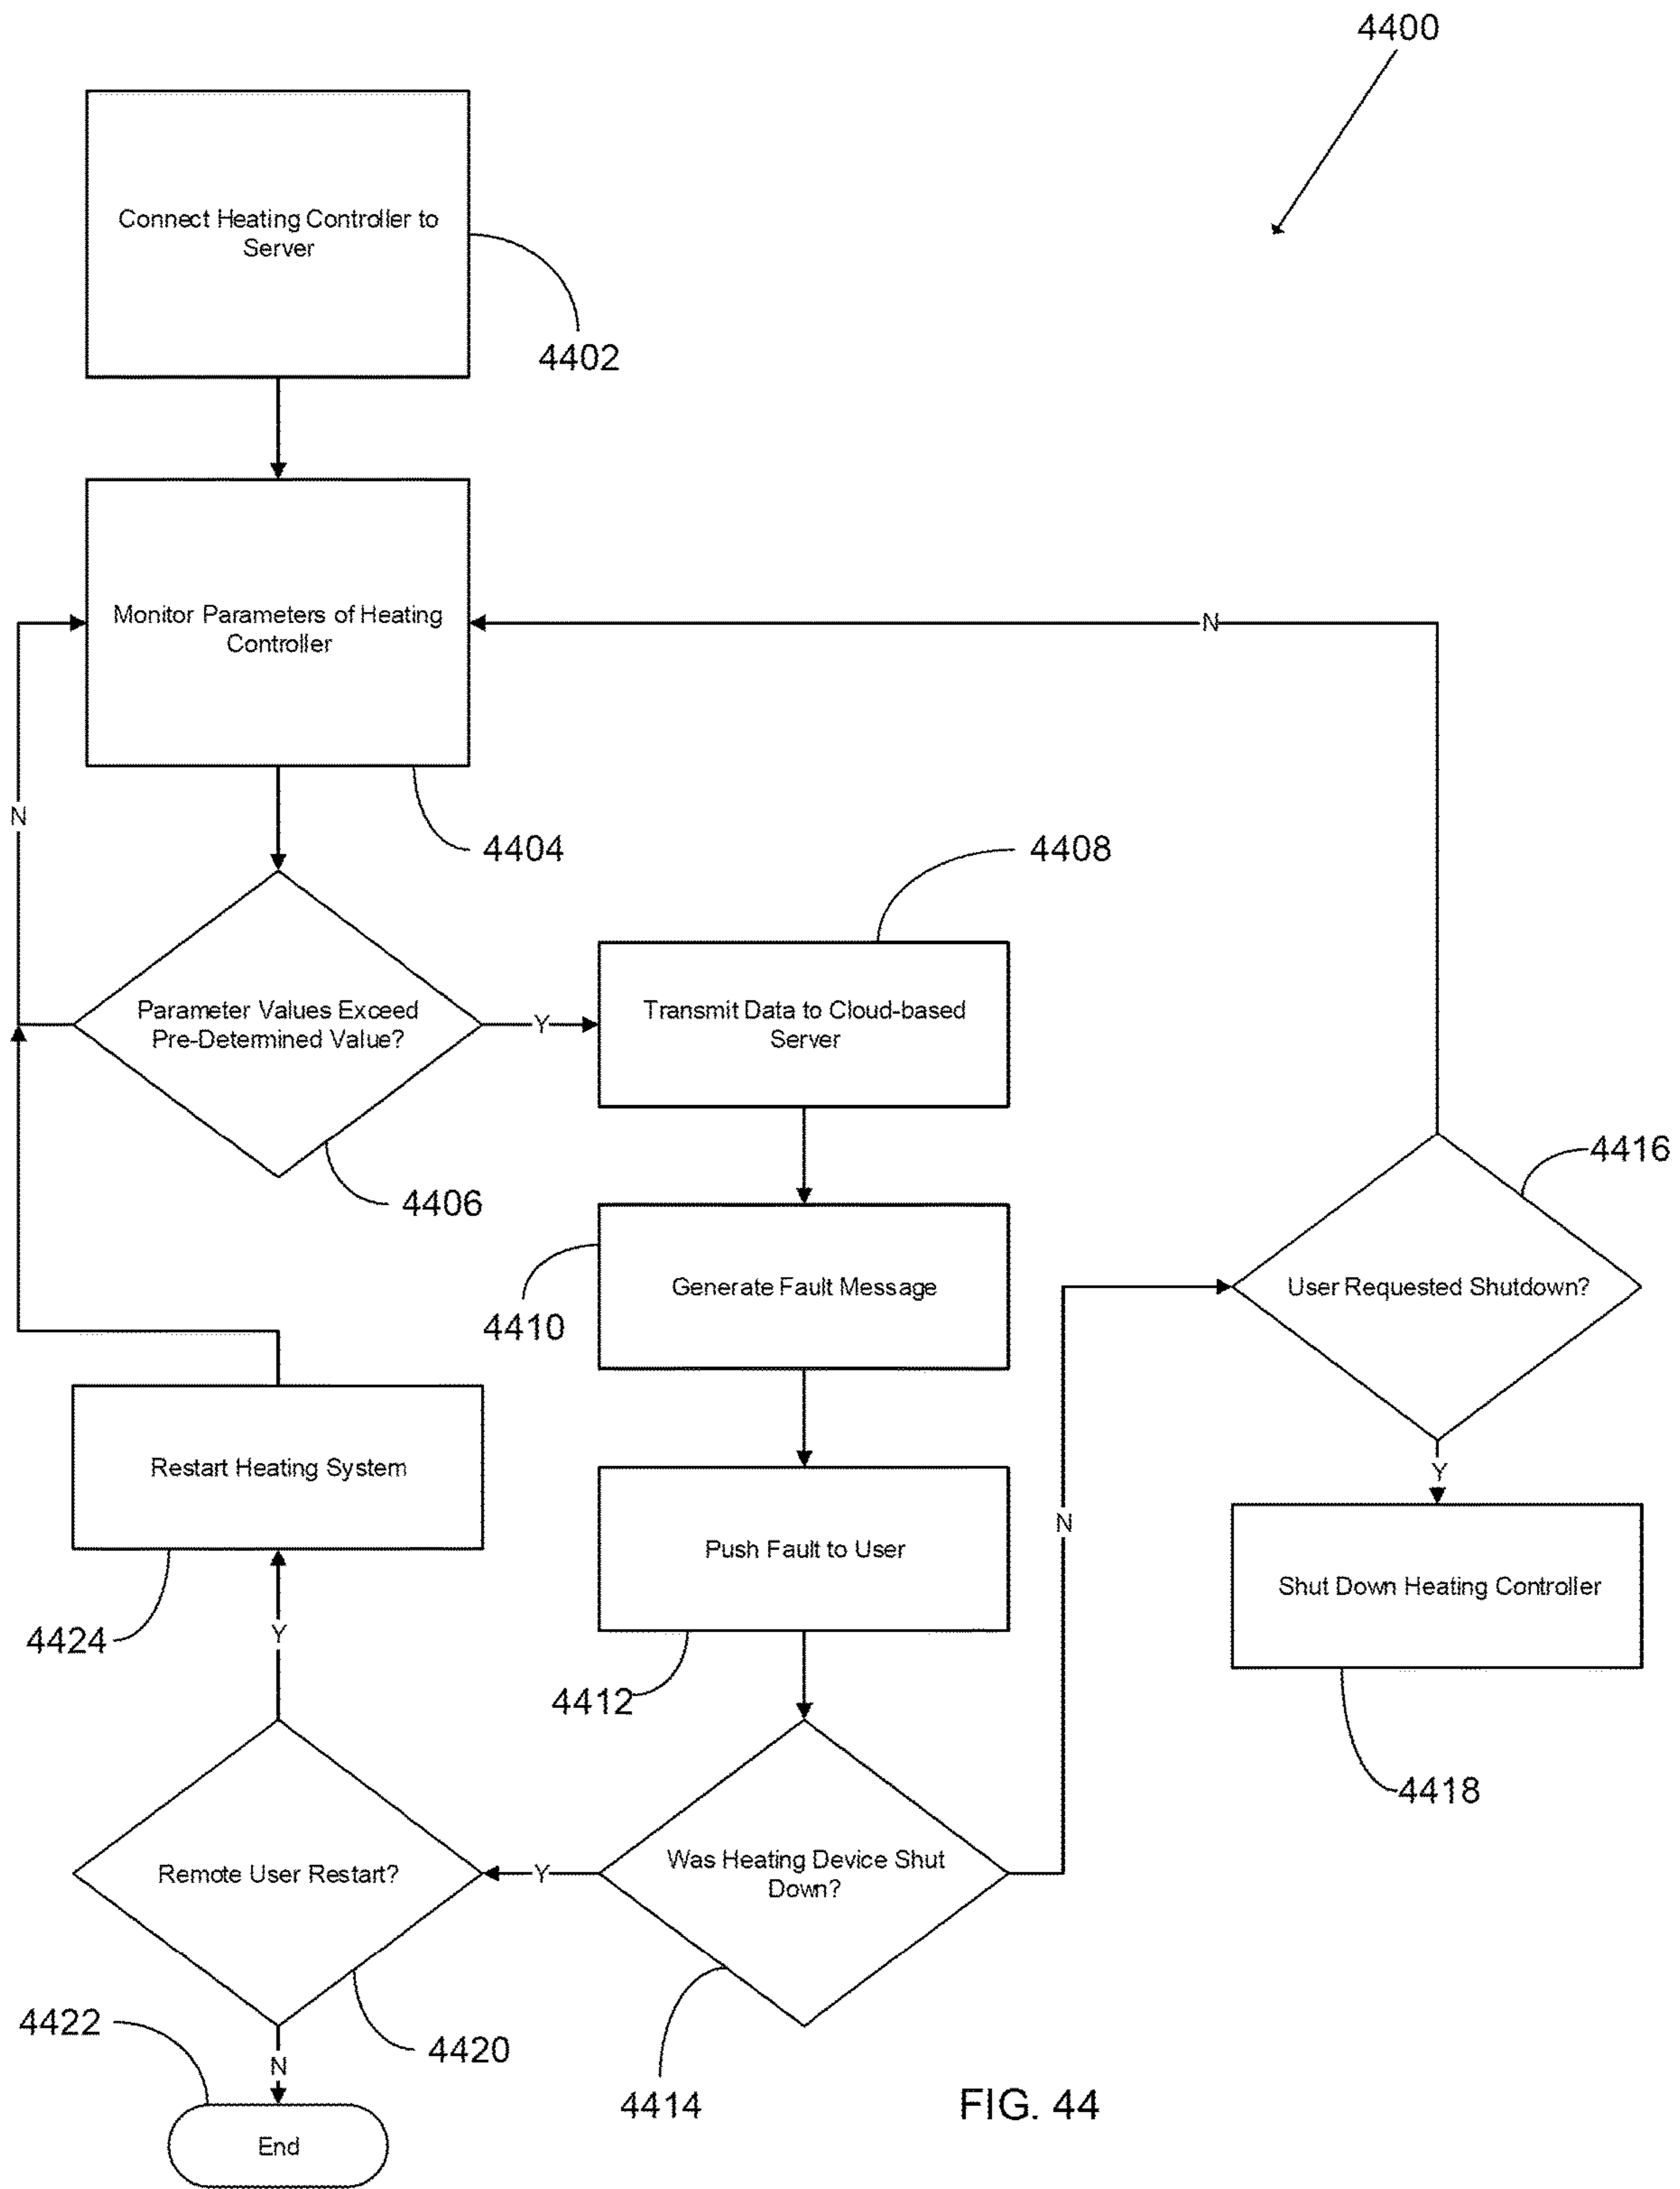 4400
Connect Heating Controller to
Server
4402
Monitor Parameters of Heating
Controller
N
N
4404
4408
Parameter Values Exceed
Pre-Determined Value?
Y
Transmit Data to Cloud-based
Server
4406
4416
Generate Fault Message
4410
User Requested Shutdown?
Restart Heating System
Y
N
Push Fault to User
Shut Down Heating Controller
4424
Y
4412
4418
Remote User Restart?
Y
Was Heating Device Shut
Down?
4422
4420
N
4414
FIG. 44
End